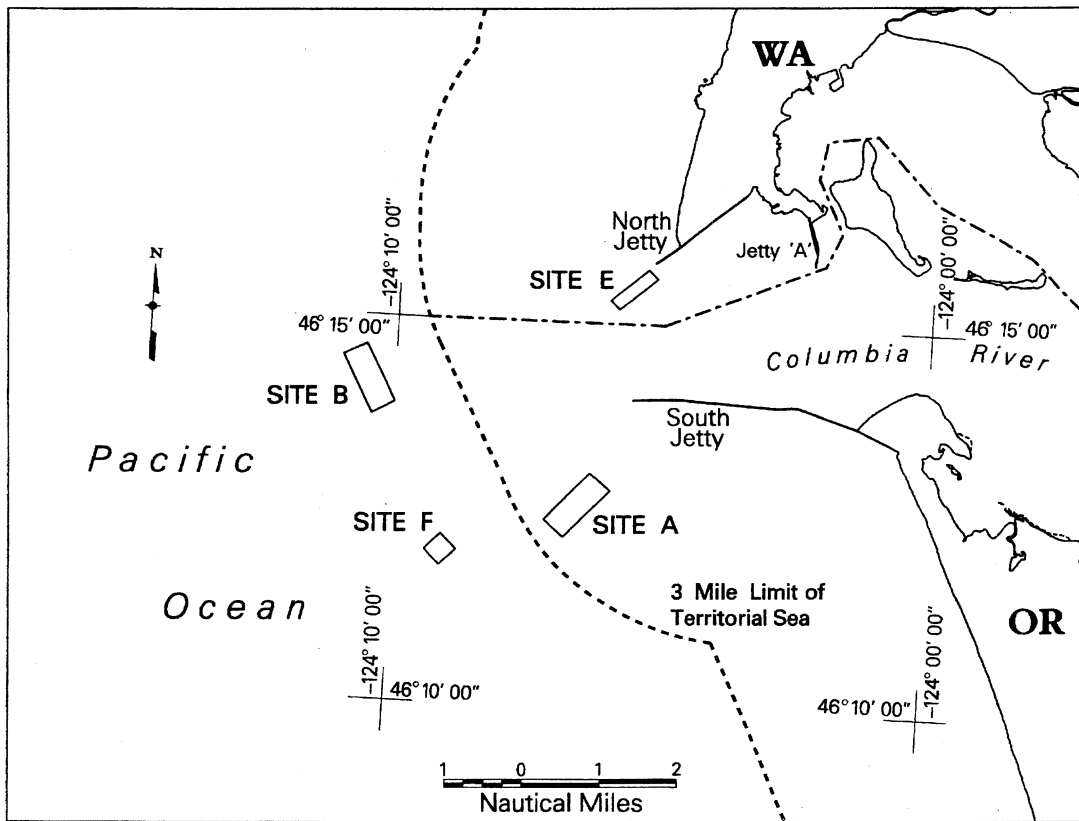 WA
N
North
Jetty
Jetty 'A'
SITE E
-124° 10' 00"
46° 15' 00"
-124° 00' 00"
46° 15' 00"
Columbia River
SITE B
South
Jetty
Pacific
SITE F
SITE A
Ocean
3 Mile Limit of
Territorial Sea
OR
-124° 10' 00"
46° 10' 00"
-124° 00' 00"
46° 10' 00"
1 0 1 2
Nautical Miles